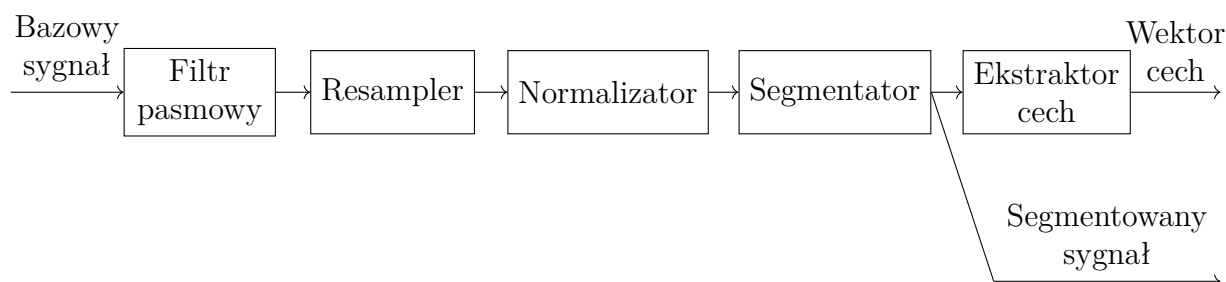 Bazowy
sygnał
Filtr
pasmowy
Resampler
Normalizator
Segmentator
Ekstraktor
cech
Wektor
cech
Segmentowany
sygnał